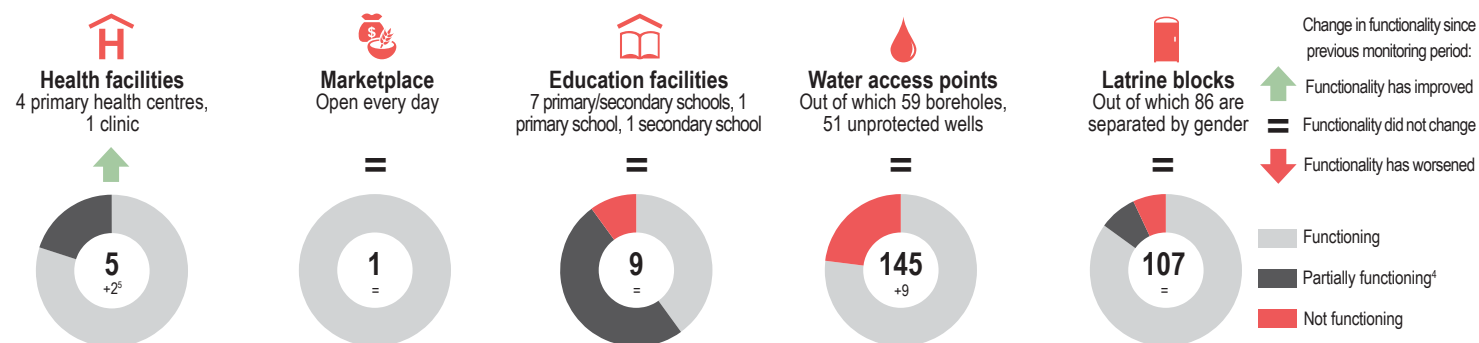 Health facilities
4 primary health centres,
1 clinic
5
+2⁵
Marketplace
Open every day
=
1
=
Education facilities
7 primary/secondary schools, 1
primary school, 1 secondary school
=
9
=
Water access points
Out of which 59 boreholes,
51 unprotected wells
=
145
+9
Latrine blocks
Out of which 86 are
separated by gender
=
107
=
Change in functionality since
previous monitoring period:
Functionality has improved
= Functionality did not change
Functionality has worsened
Functioning
Partially functioning⁴
Not functioning